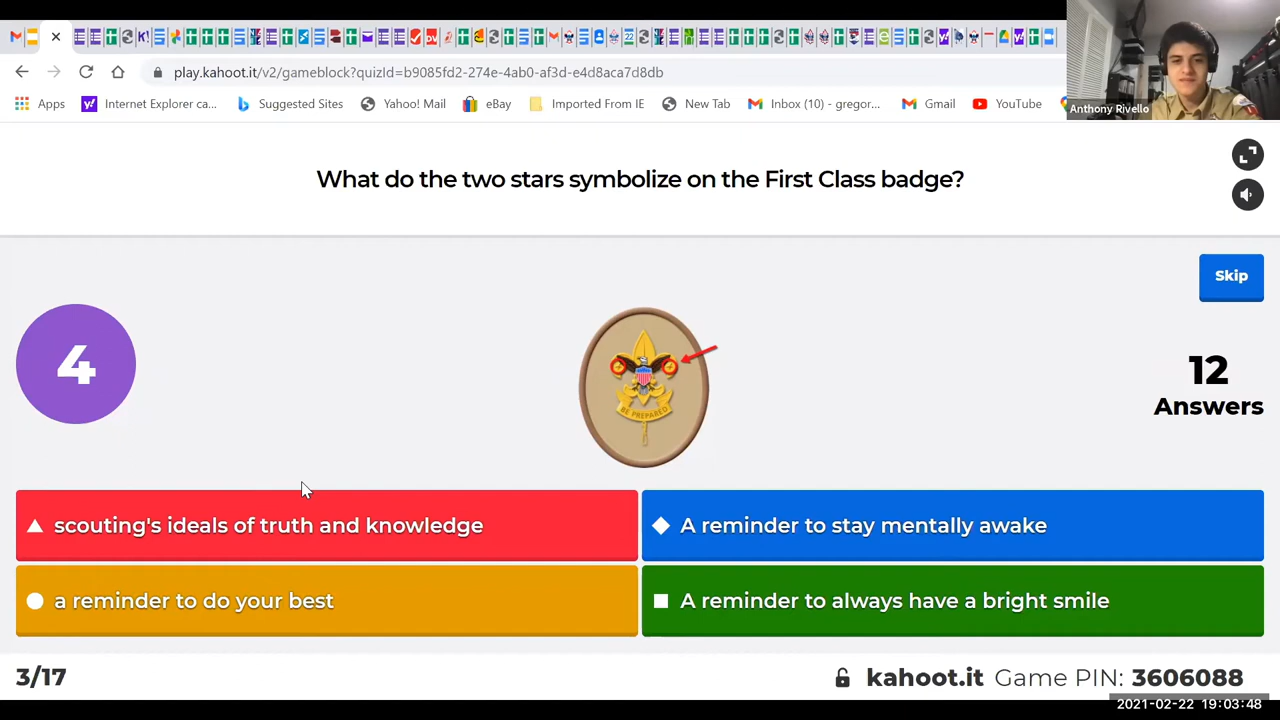 play.kahoot.it/v2/gameblock?quizId=b9085fd2-274e-4ab0-af3d-e4d8aca7d8db
Apps
Internet Explorer ca...
Suggested Sites
Yahoo! Mail
eBay
Imported From IE
New Tab
Inbox (10) - gregor...
Gmail
YouTube
Anthony Rivello
What do the two stars symbolize on the First Class badge?
Skip
4
BE PREPARED
12
Answers
scouting's ideals of truth and knowledge
A reminder to stay mentally awake
a reminder to do your best
A reminder to always have a bright smile
3/17
kahoot.it Game PIN: 3606088
2021-02-22 19:03:48